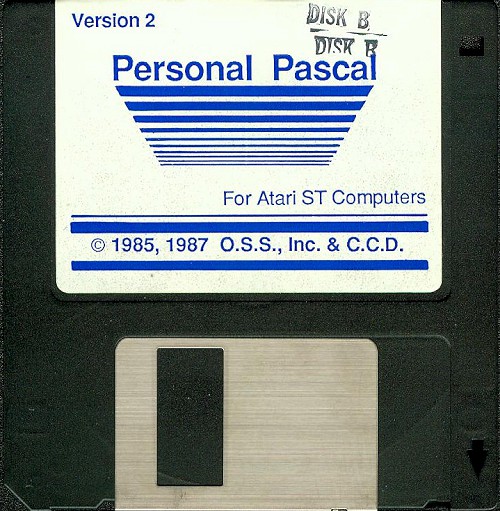 Version 2
DISK B
DISK B
Personal Pascal
For Atari ST Computers
© 1985, 1987 O.S.S., Inc. & C.C.D.